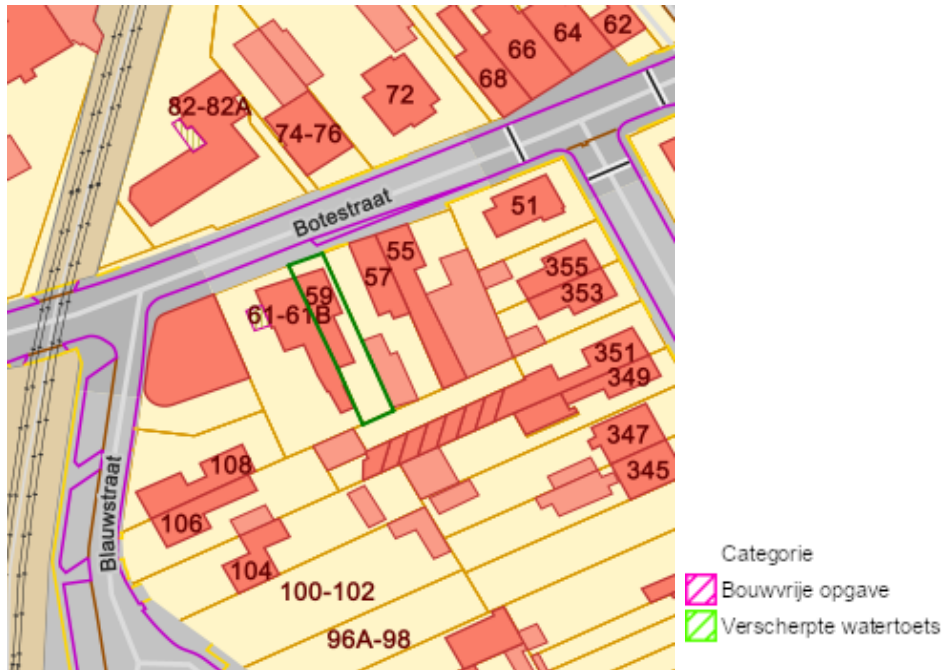 62
64
66
68
72
82-82A
74-76
Botestraat
51
55
57
355
353
59
61-61B
351
349
347
345
108
106
Blauwstraat
104
100-102
96A-98
Categorie
Bouwvrije opgave
Verscherpte watertoets